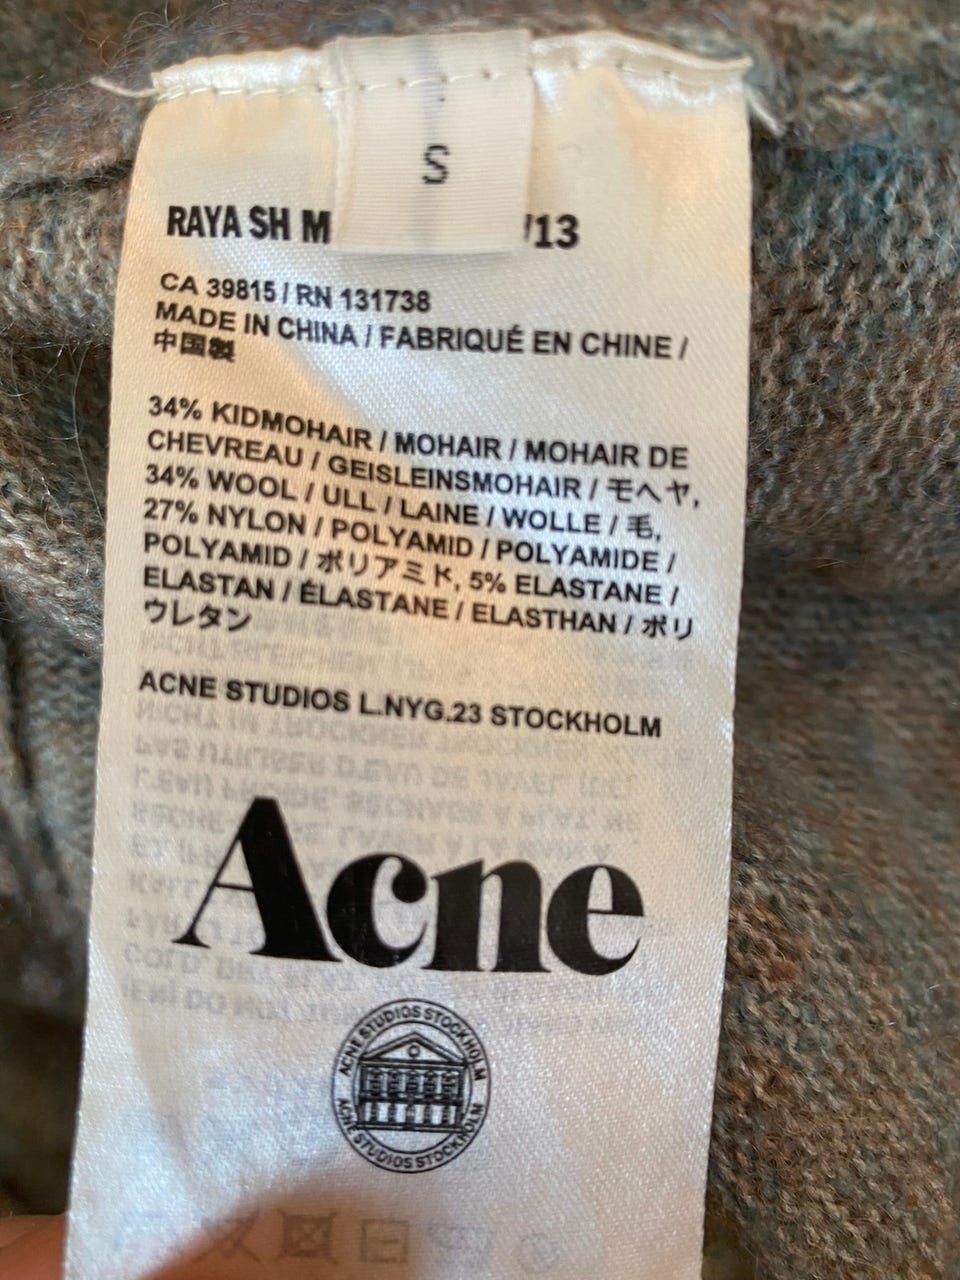 S
RAYA SH M /13
CA 39815 / RN 131738
MADE IN CHINA / FABRIQUÉ EN CHINE /
中国製
34% KIDMOHAIR / MOHAIR / MOHAIR DE
CHEVREAU / GEISLEINSMOHAIR / モヘヤ,
34% WOOL / ULL / LAINE / WOLLE / 毛,
27% NYLON / POLYAMID / POLYAMIDE /
POLYAMID / ポリアミド, 5% ELASTANE /
ELASTAN / ÉLASTANE / ELASTHAN / ポリ
ウレタン
ACNE STUDIOS L.NYG.23 STOCKHOLM
Acne
ACNE STUDIOS STOCKHOLM
ACNE STUDIOS STOCKHOLM